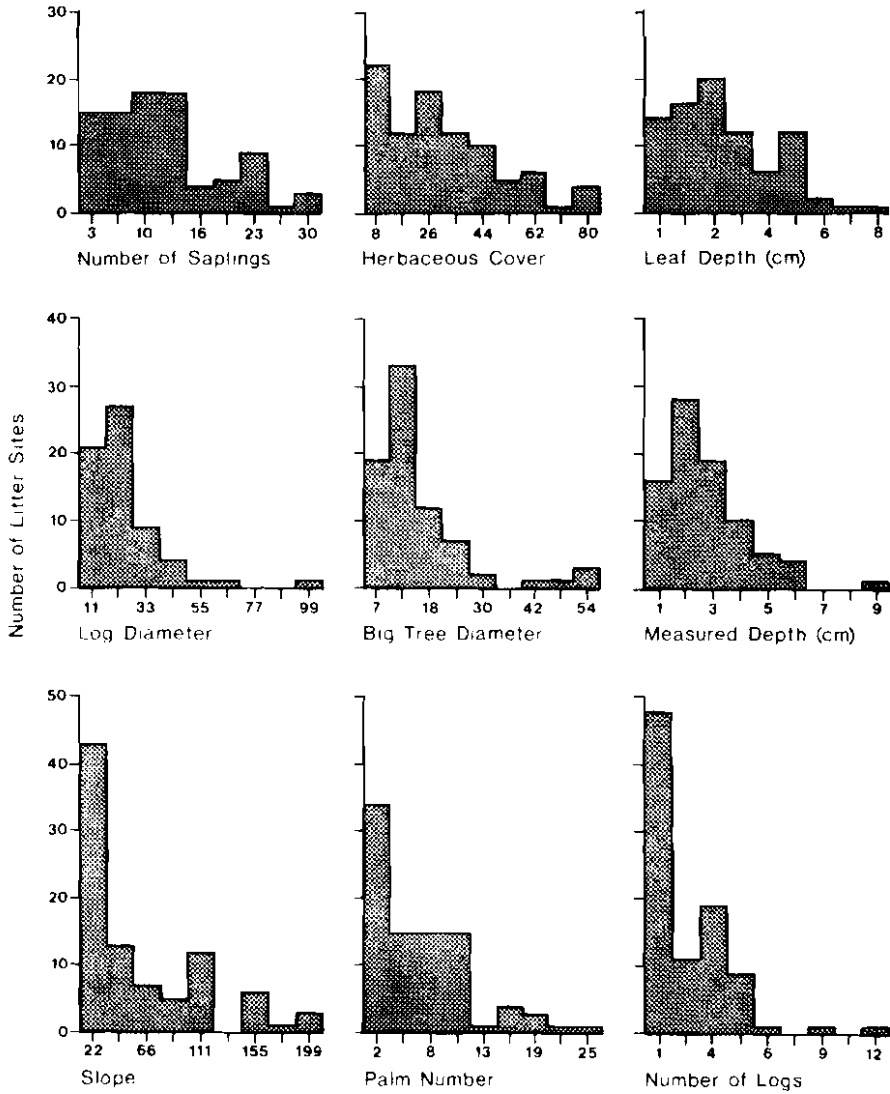 30
20
10
0
3 10 16 23 30
Number of Saplings
8 26 44 62 80
Herbaceous Cover
1 2 4 6 8
Leaf Depth (cm)
Number of Litter Sites
40
30
20
10
0
11 33 55 77 99
Log Diameter
7 18 30 42 54
Big Tree Diameter
1 3 5 7 9
Measured Depth (cm)
50
40
30
20
10
0
22 66 111 155 199
Slope
2 8 13 19 25
Palm Number
1 4 6 9 12
Number of Logs